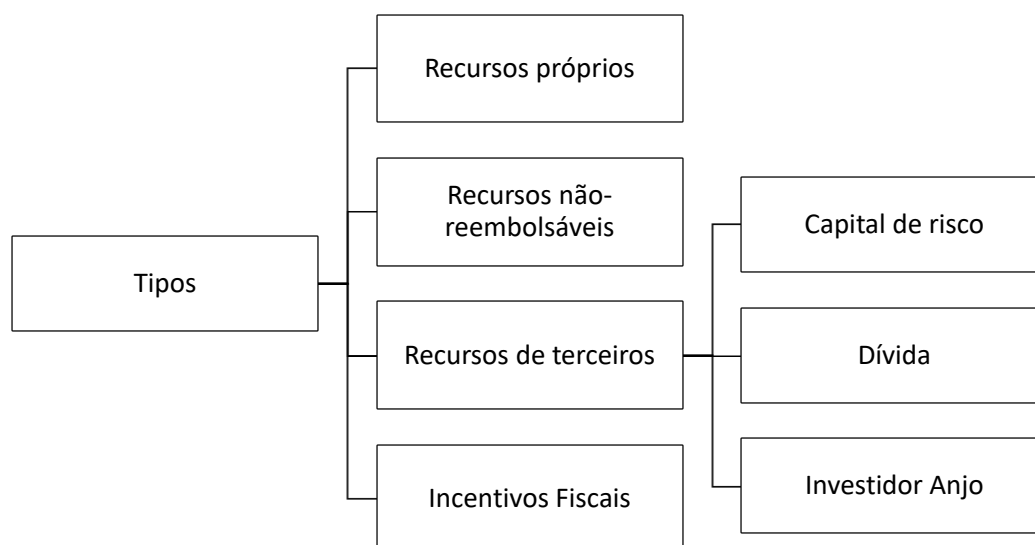 Tipos
Recursos próprios
Recursos não-
reembolsáveis
Recursos de terceiros
Capital de risco
Dívida
Investidor Anjo
Incentivos Fiscais